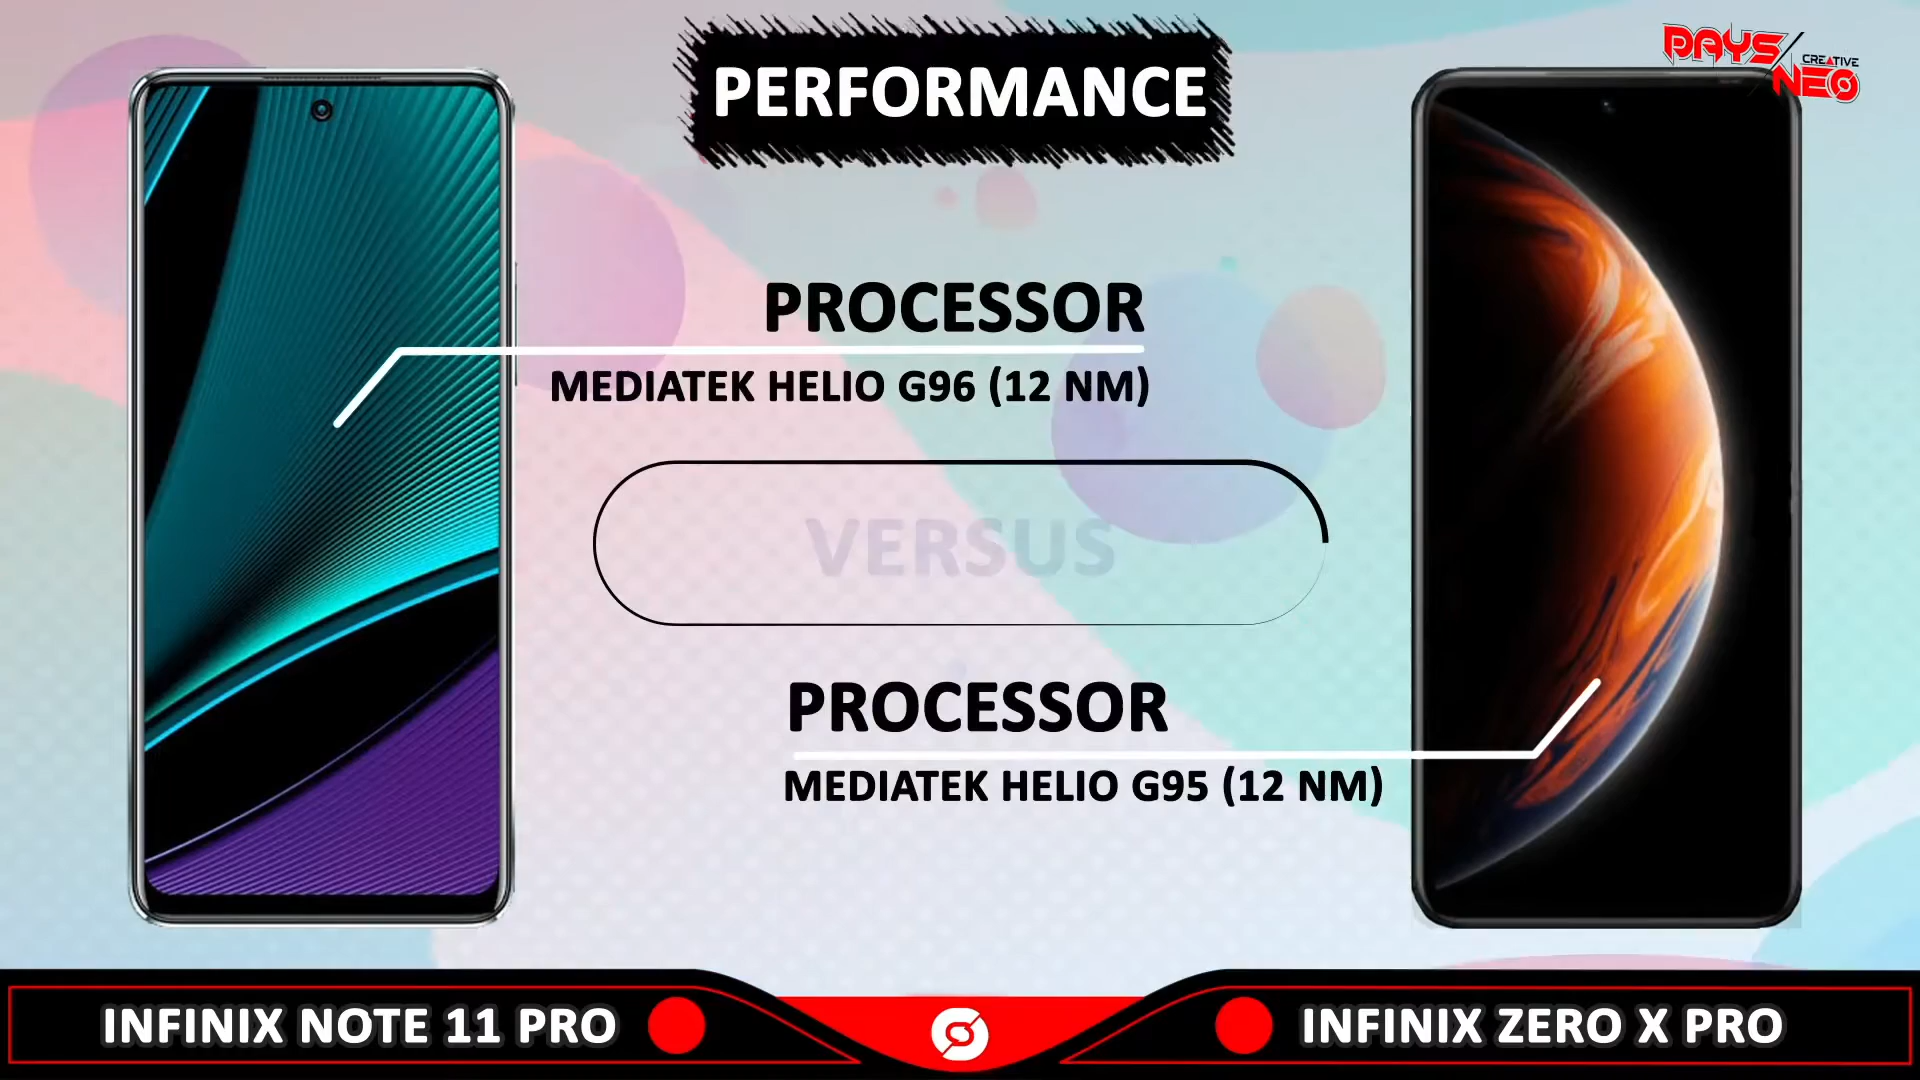 PERFORMANCE
DAYS
CREATIVE
NEO
PROCESSOR
MEDIATEK HELIO G96 (12 NM)
VERSUS
PROCESSOR
MEDIATEK HELIO G95 (12 NM)
INFINIX NOTE 11 PRO
INFINIX ZERO X PRO